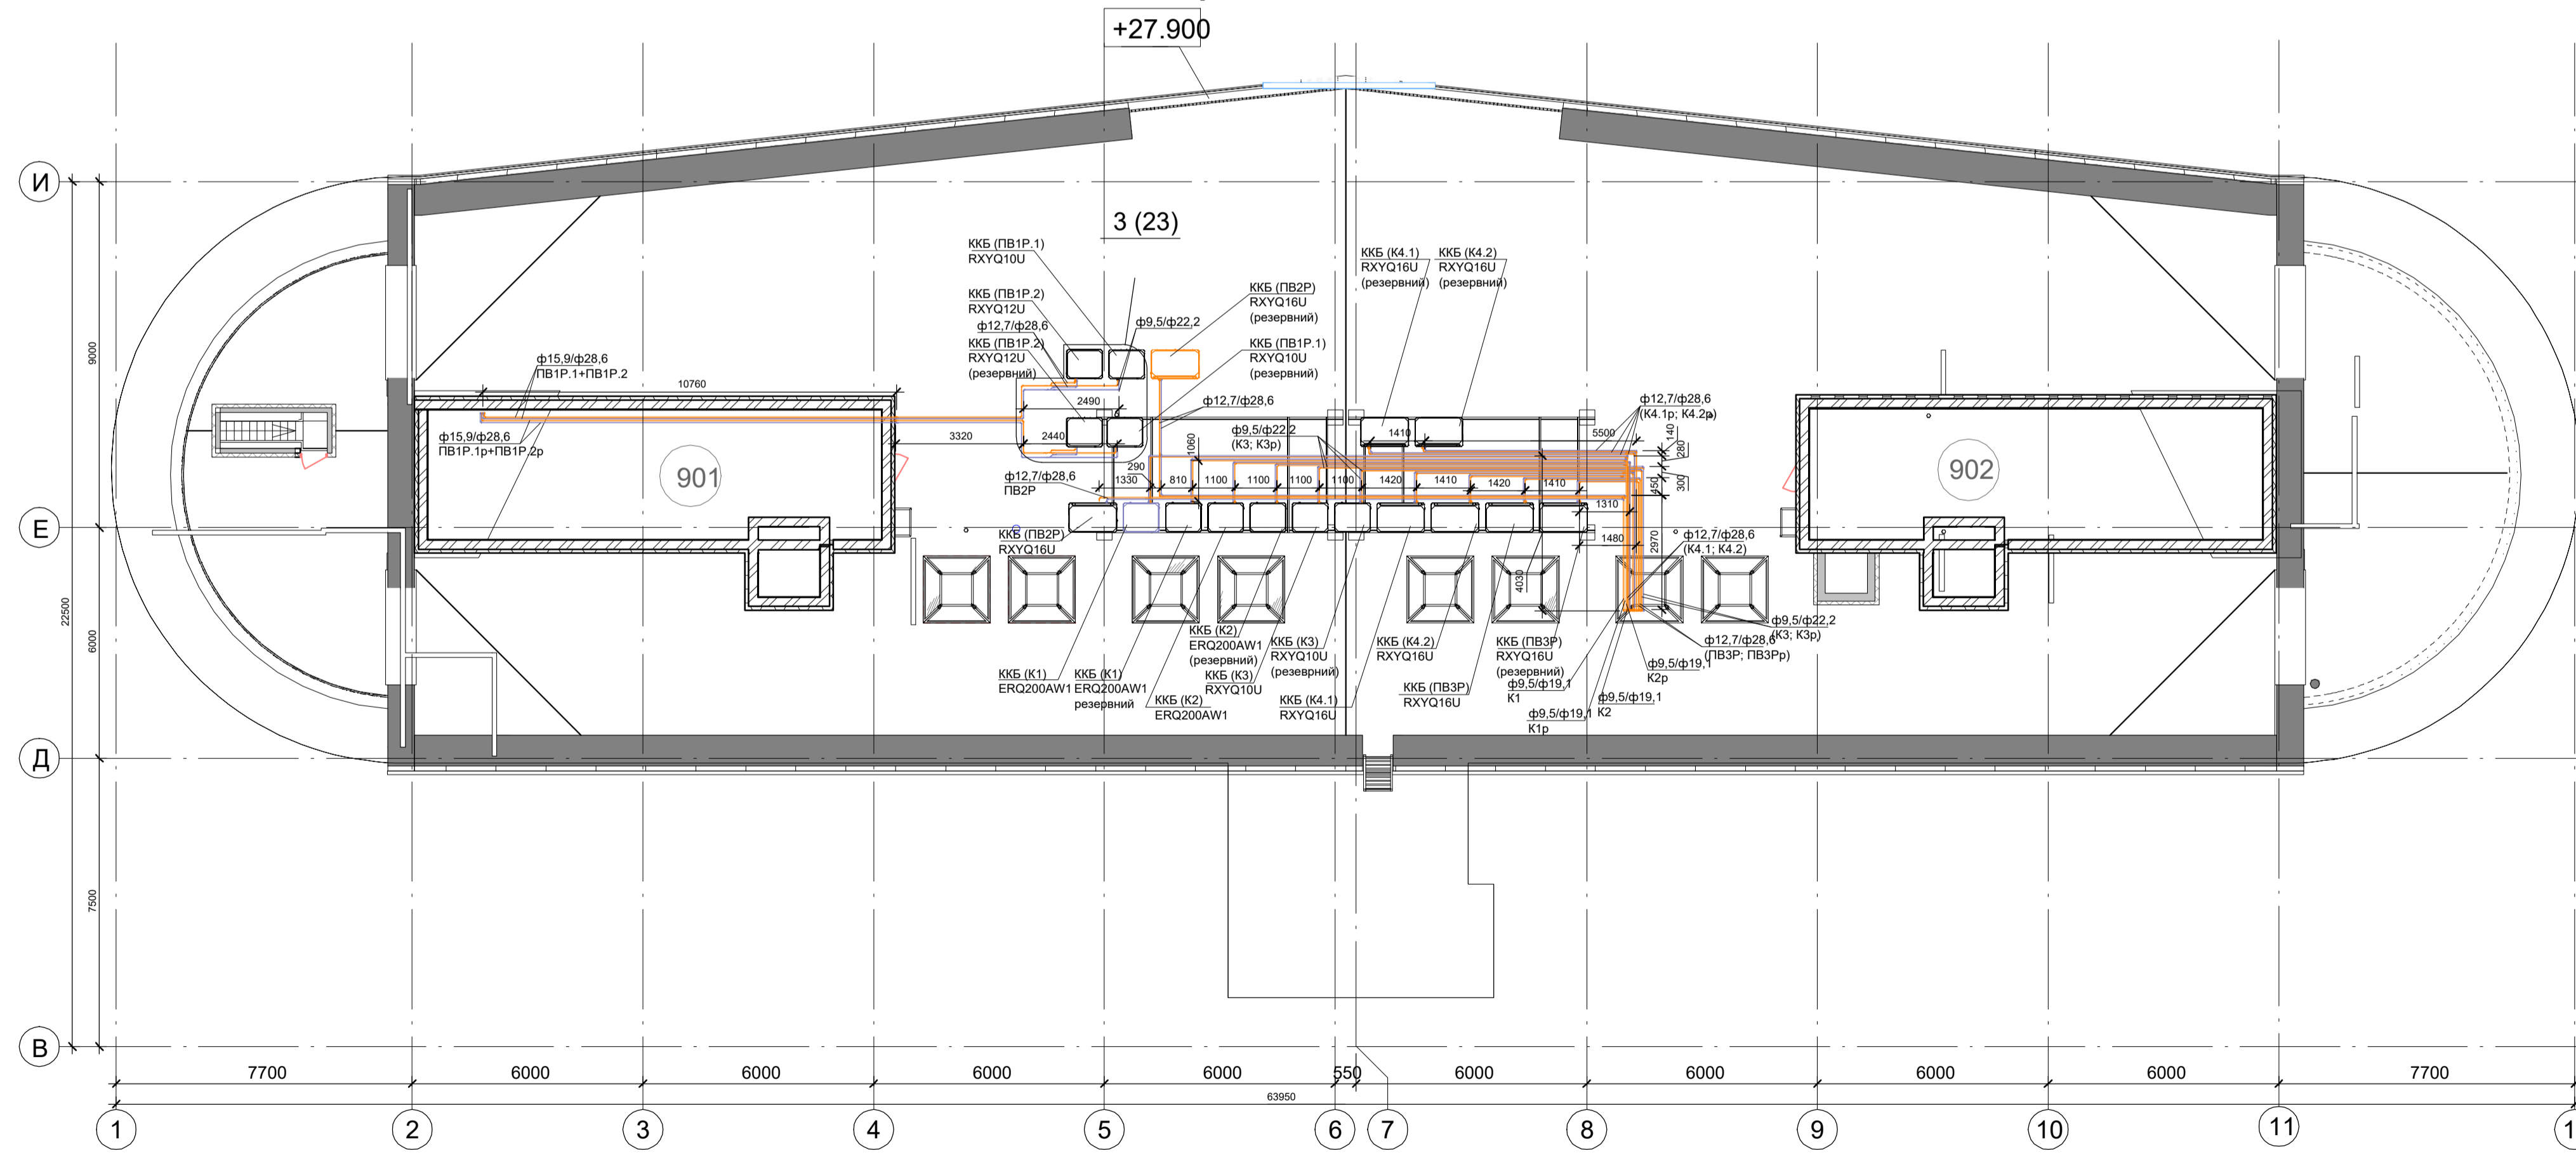 +27.900
И
3 (23)
ККБ (ПВ1Р.1)
RXYQ10U
ККБ (К4.1)
RXYQ16U
(резервний)
ККБ (К4.2)
RXYQ16U
(резервний)
ККБ (ПВ1Р.2)
RXYQ12U
ККБ (ПВ2Р)
RXYQ16U
(резервний)
ф12,7/ф28,6
ф9,5/ф22,2
ККБ (ПВ1Р.2)
RXYQ12U
(резервний)
ККБ (ПВ1Р.1)
RXYQ10U
(резервний)
9000
ф15,9/ф28,6
ПВ1Р.1+ПВ1Р.2
10760
2490
ф12,7/ф28,6
ф12,7/ф28,6
(К4.1р; К4.2р)
ф15,9/ф28,6
ПВ1Р.1р+ПВ1Р.2р
3320
2440
1060
ф9,5/ф22,2
(К3; К3р)
1410
5500
140
280
901
902
290
ф12,7/ф28,6
ПВ2Р
1330
810
1100
1100
1100
1100
1420
1410
1420
1410
450
300
1310
Е
ККБ (ПВ2Р)
RXYQ16U
1480
2970
ф12,7/ф28,6
(К4.1; К4.2)
4030
22500
6000
ККБ (К1)
ERQ200AW1
ККБ (К1)
ERQ200AW1
резервний
ККБ (К2)
ERQ200AW1
(резервний)
ККБ (К2)
ERQ200AW1
ККБ (К3)
RXYQ10U
ККБ (К3)
RXYQ10U
(резеврний)
ККБ (К4.1)
RXYQ16U
ККБ (К4.2)
RXYQ16U
ККБ (ПВ3Р)
RXYQ16U
ККБ (ПВ3Р)
RXYQ16U
(резервний)
ф9,5/ф19,1
К1
ф9,5/ф19,1
К1р
ф9,5/ф19,1
К2
ф9,5/ф19,1
К2р
ф12,7/ф28,6
(ПВ3Р; ПВ3Рр)
ф9,5/ф22,2
(К3; К3р)
Д
7500
В
7700
6000
6000
6000
6000
550
6000
6000
6000
6000
7700
63950
1
2
3
4
5
6
7
8
9
10
11